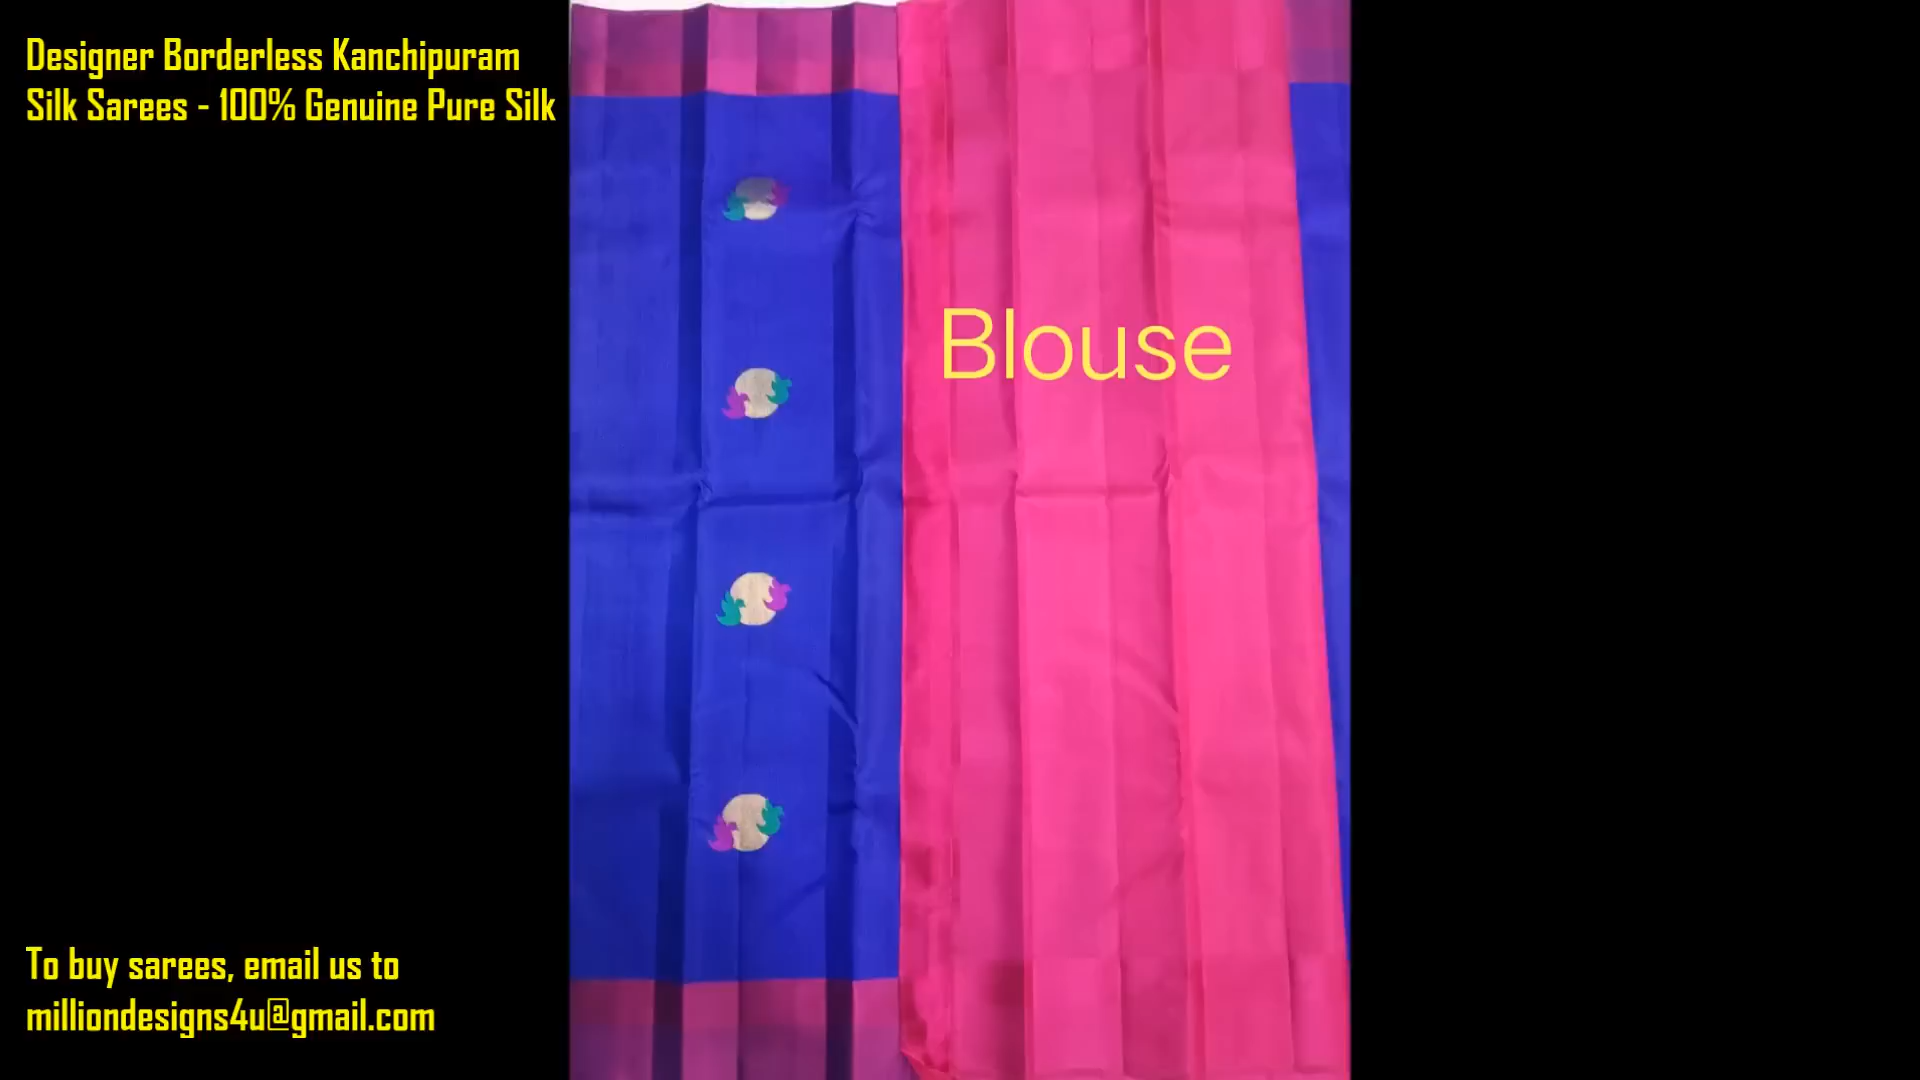 Designer Borderless Kanchipuram
Silk Sarees - 100% Genuine Pure Silk
Blouse
To buy sarees, email us to
milliondesigns4u@gmail.com